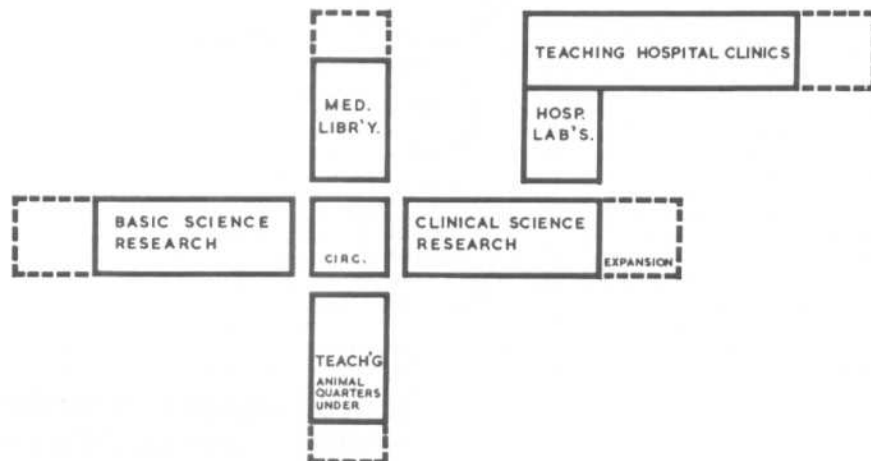 TEACHING HOSPITAL CLINICS
MED.
LIBR'Y.
HOSP.
LAB'S.
BASIC SCIENCE
RESEARCH
CIRC.
CLINICAL SCIENCE
RESEARCH
EXPANSION
TEACH'G
ANIMAL
QUARTERS
UNDER